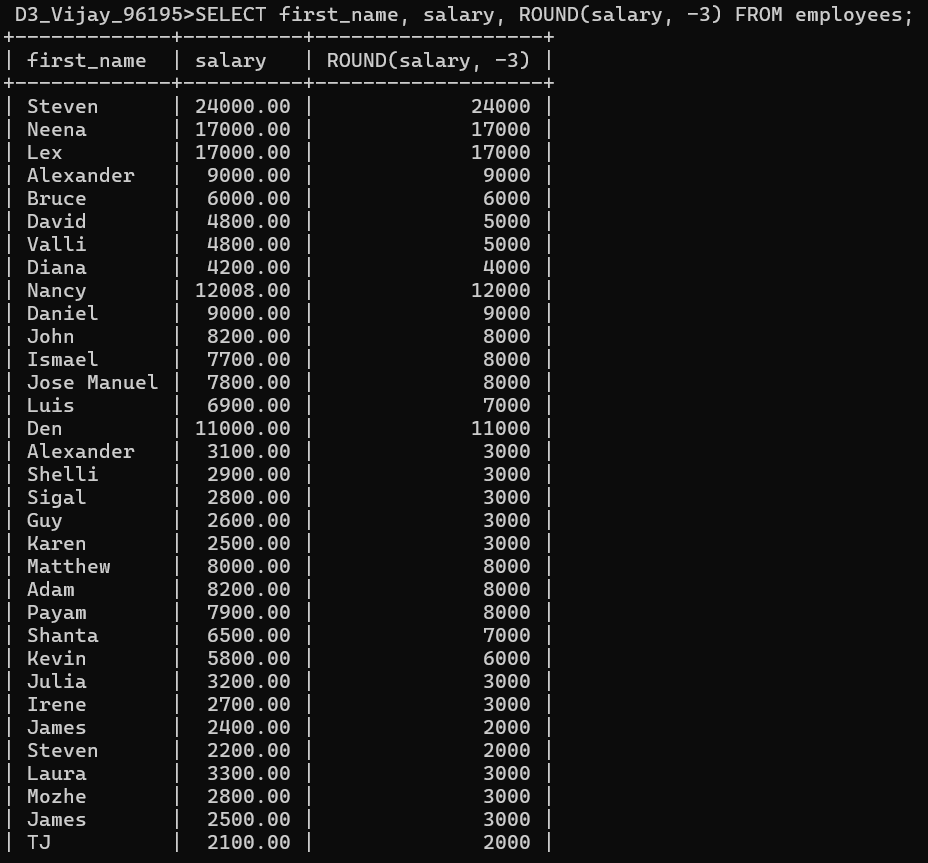 D3_Vijay_96195>SELECT first_name, salary, ROUND(salary, -3) FROM employees;
+-------------+----------+-------------------+
| first_name  | salary   | ROUND(salary, -3) |
+-------------+----------+-------------------+
| Steven      | 24000.00 |             24000 |
| Neena       | 17000.00 |             17000 |
| Lex         | 17000.00 |             17000 |
| Alexander   |  9000.00 |              9000 |
| Bruce       |  6000.00 |              6000 |
| David       |  4800.00 |              5000 |
| Valli       |  4800.00 |              5000 |
| Diana       |  4200.00 |              4000 |
| Nancy       | 12008.00 |             12000 |
| Daniel      |  9000.00 |              9000 |
| John        |  8200.00 |              8000 |
| Ismael      |  7700.00 |              8000 |
| Jose Manuel |  7800.00 |              8000 |
| Luis        |  6900.00 |              7000 |
| Den         | 11000.00 |             11000 |
| Alexander   |  3100.00 |              3000 |
| Shelli      |  2900.00 |              3000 |
| Sigal       |  2800.00 |              3000 |
| Guy         |  2600.00 |              3000 |
| Karen       |  2500.00 |              3000 |
| Matthew     |  8000.00 |              8000 |
| Adam        |  8200.00 |              8000 |
| Payam       |  7900.00 |              8000 |
| Shanta      |  6500.00 |              7000 |
| Kevin       |  5800.00 |              6000 |
| Julia       |  3200.00 |              3000 |
| Irene       |  2700.00 |              3000 |
| James       |  2400.00 |              2000 |
| Steven      |  2200.00 |              2000 |
| Laura       |  3300.00 |              3000 |
| Mozhe       |  2800.00 |              3000 |
| James       |  2500.00 |              3000 |
| TJ          |  2100.00 |              2000 |